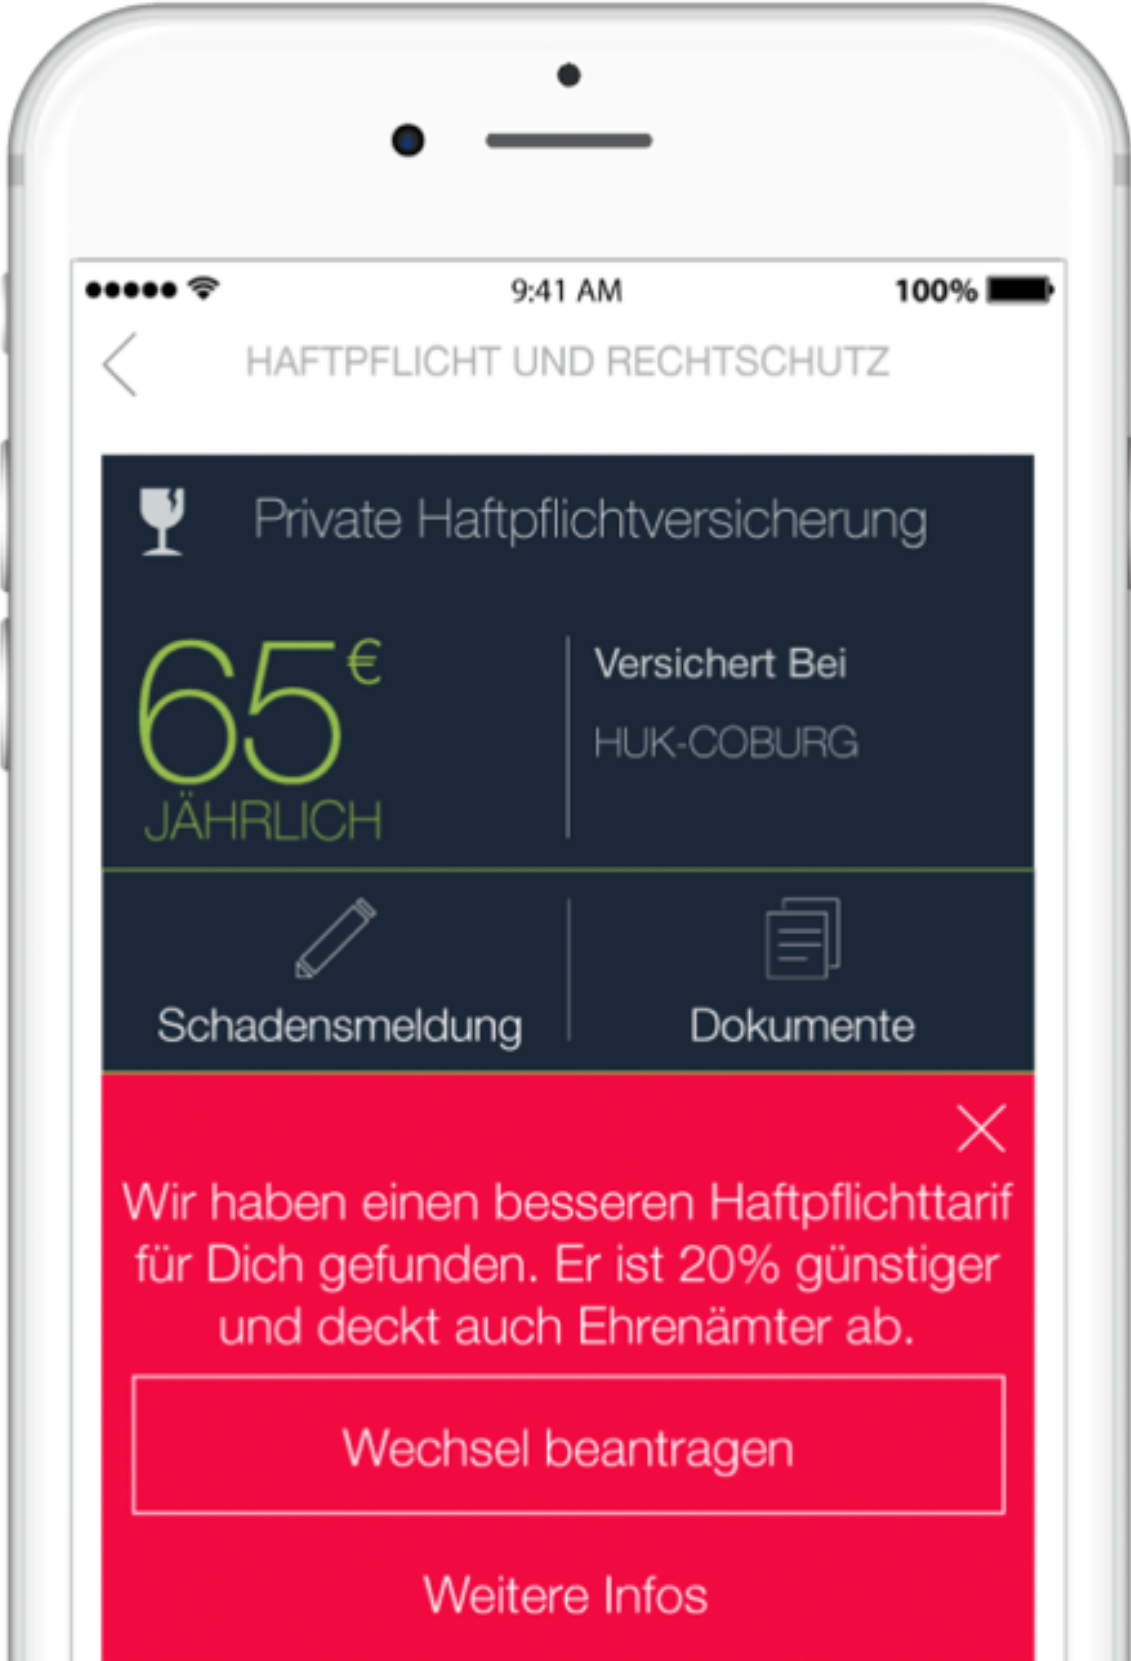 9:41 AM
100%
HAFTPFLICHT UND RECHTSCHUTZ
Private Haftpflichtversicherung
65€
JÄHRLICH
Versichert Bei
HUK-COBURG
Schadensmeldung
Dokumente
Wir haben einen besseren Haftpflichttarif
für Dich gefunden. Er ist 20% günstiger
und deckt auch Ehrenämter ab.
Wechsel beantragen
Weitere Infos